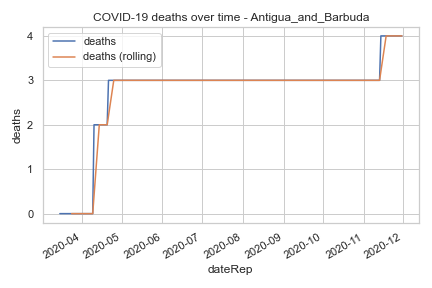 COVID-19 deaths over time - Antigua_and_Barbuda
deaths
deaths (rolling)
4
3
2
1
0
deaths
2020-04
2020-05
2020-06
2020-07
2020-08
2020-09
2020-10
2020-11
2020-12
dateRep